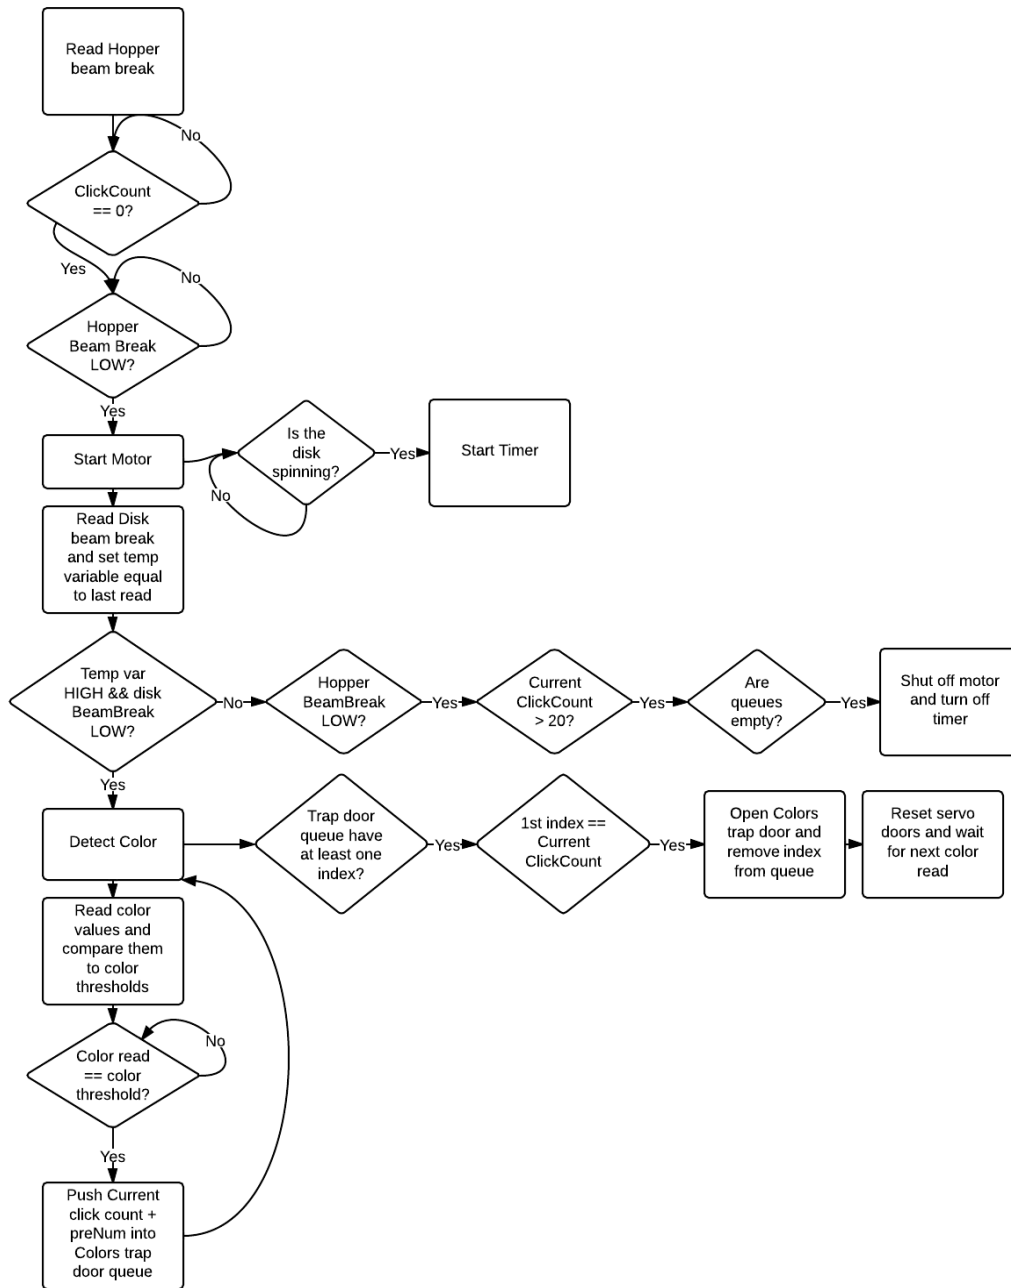 Read Hopper
beam break
No
ClickCount
== 0?
Yes
No
Hopper
Beam Break
LOW?
Yes
Start Motor
Is the
disk
spinning?
No
Yes
Start Timer
Read Disk
beam break
and set temp
variable equal
to last read
Temp var
HIGH && disk
BeamBreak
LOW?
No
Hopper
BeamBreak
LOW?
Yes
Current
ClickCount
> 20?
Yes
Are
queues
empty?
Yes
Shut off motor
and turn off
timer
Yes
Detect Color
Trap door
queue have
at least one
index?
Yes
1st index ==
Current
ClickCount
Yes
Open Colors
trap door and
remove index
from queue
Reset servo
doors and wait
for next color
read
Read color
values and
compare them
to color
thresholds
No
Color read
== color
threshold?
Yes
Push Current
click count +
preNum into
Colors trap
door queue